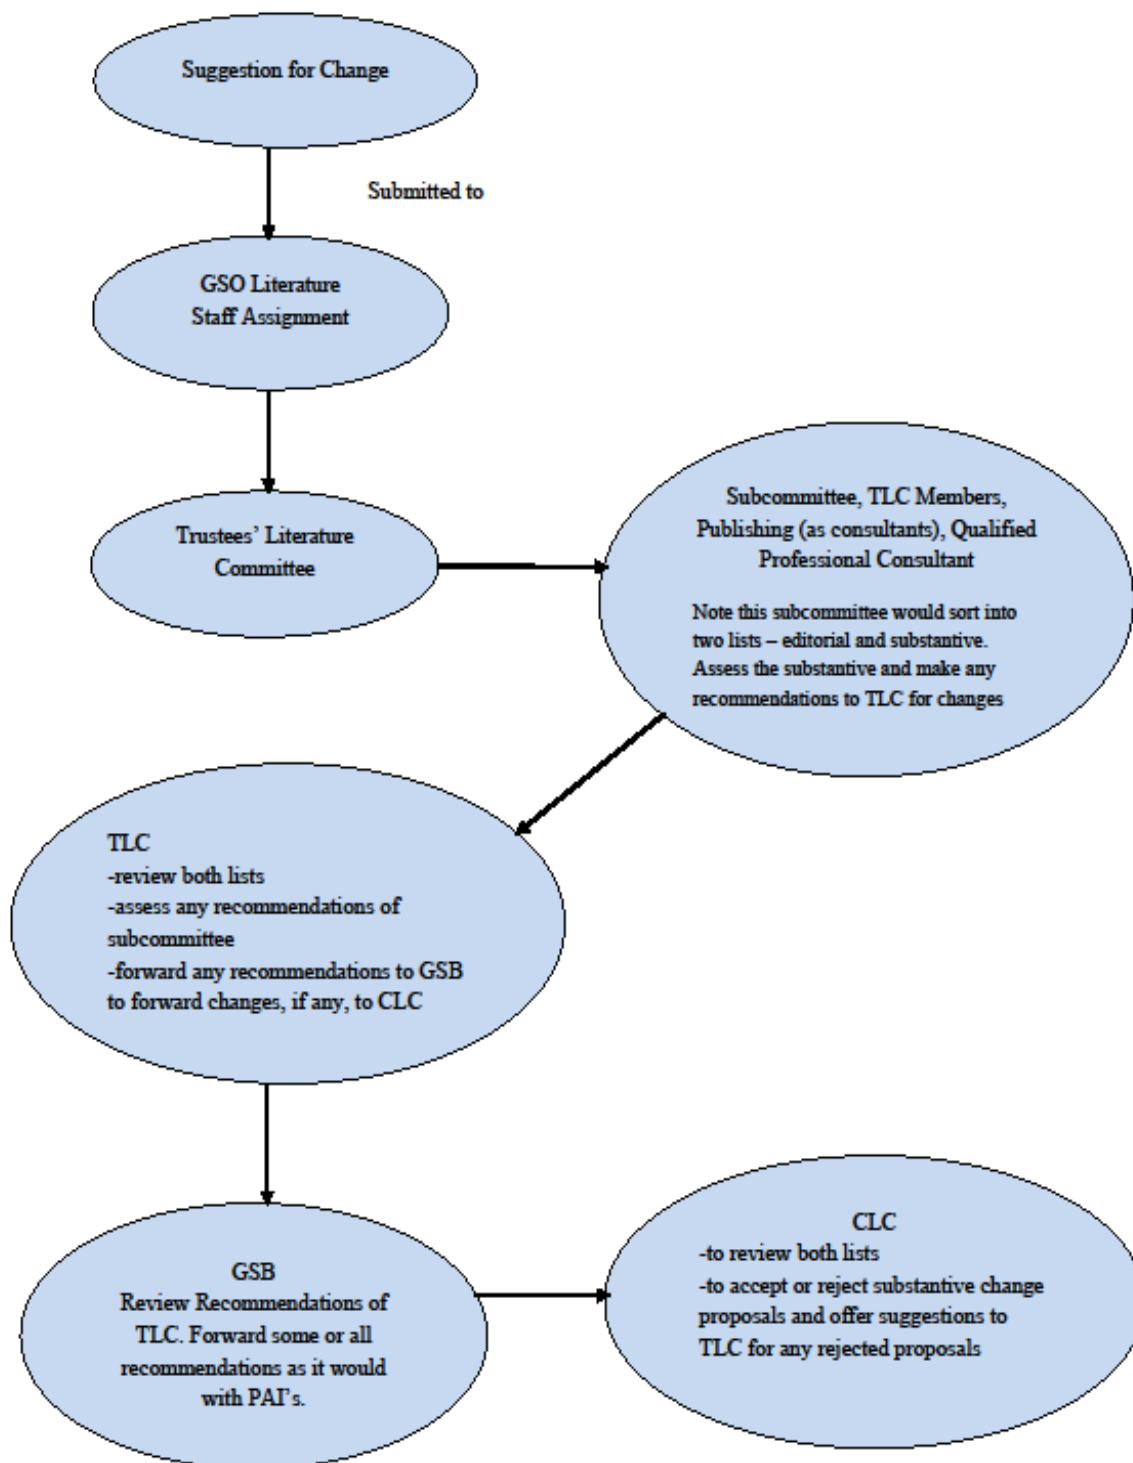 Suggestion for Change
Submitted to
GSO Literature
Staff Assignment
Trustees’ Literature
Committee
Subcommittee, TLC Members,
Publishing (as consultants), Qualified
Professional Consultant
Note this subcommittee would sort into
two lists – editorial and substantive.
Assess the substantive and make any
recommendations to TLC for changes
TLC
-review both lists
-assess any recommendations of
subcommittee
-forward any recommendations to GSB
to forward changes, if any, to CLC
GSB
Review Recommendations of
TLC. Forward some or all
recommendations as it would
with PAI’s.
CLC
-to review both lists
-to accept or reject substantive change
proposals and offer suggestions to
TLC for any rejected proposals